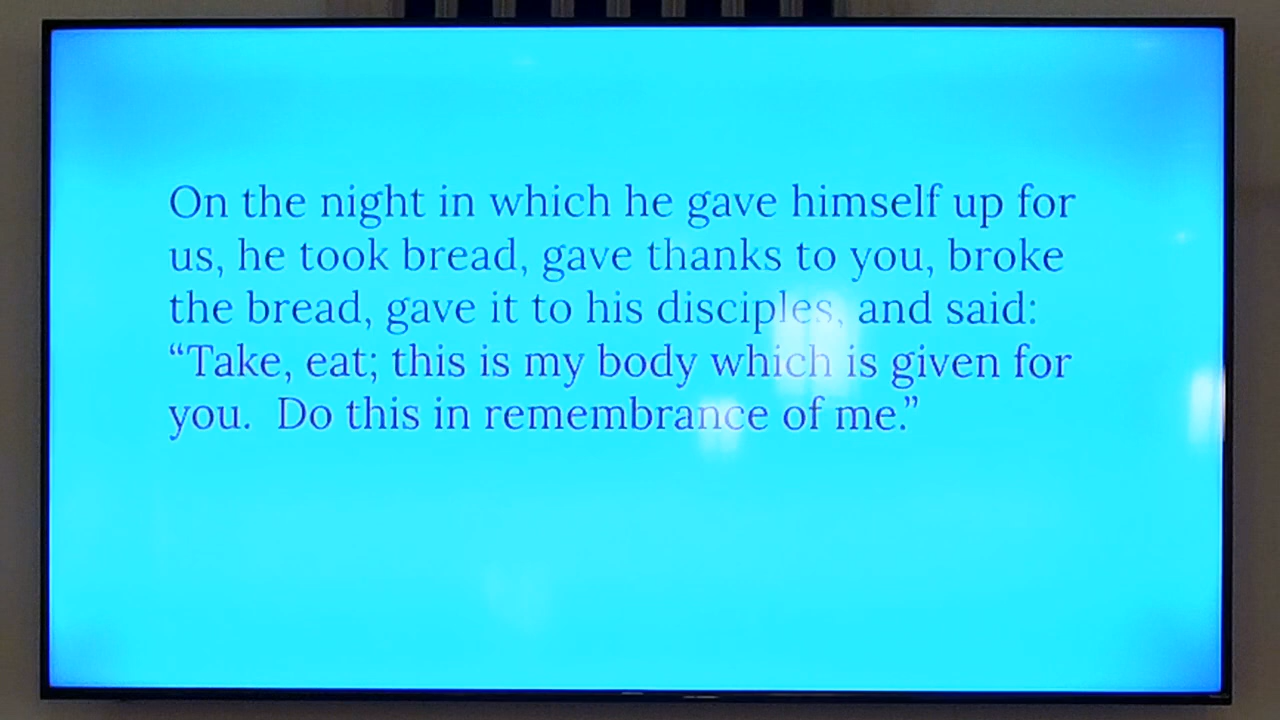 On the night in which he gave himself up for
us, he took bread, gave thanks to you, broke
the bread, gave it to his disciples, and said:
“Take, eat; this is my body which is given for
you.  Do this in remembrance of me.”